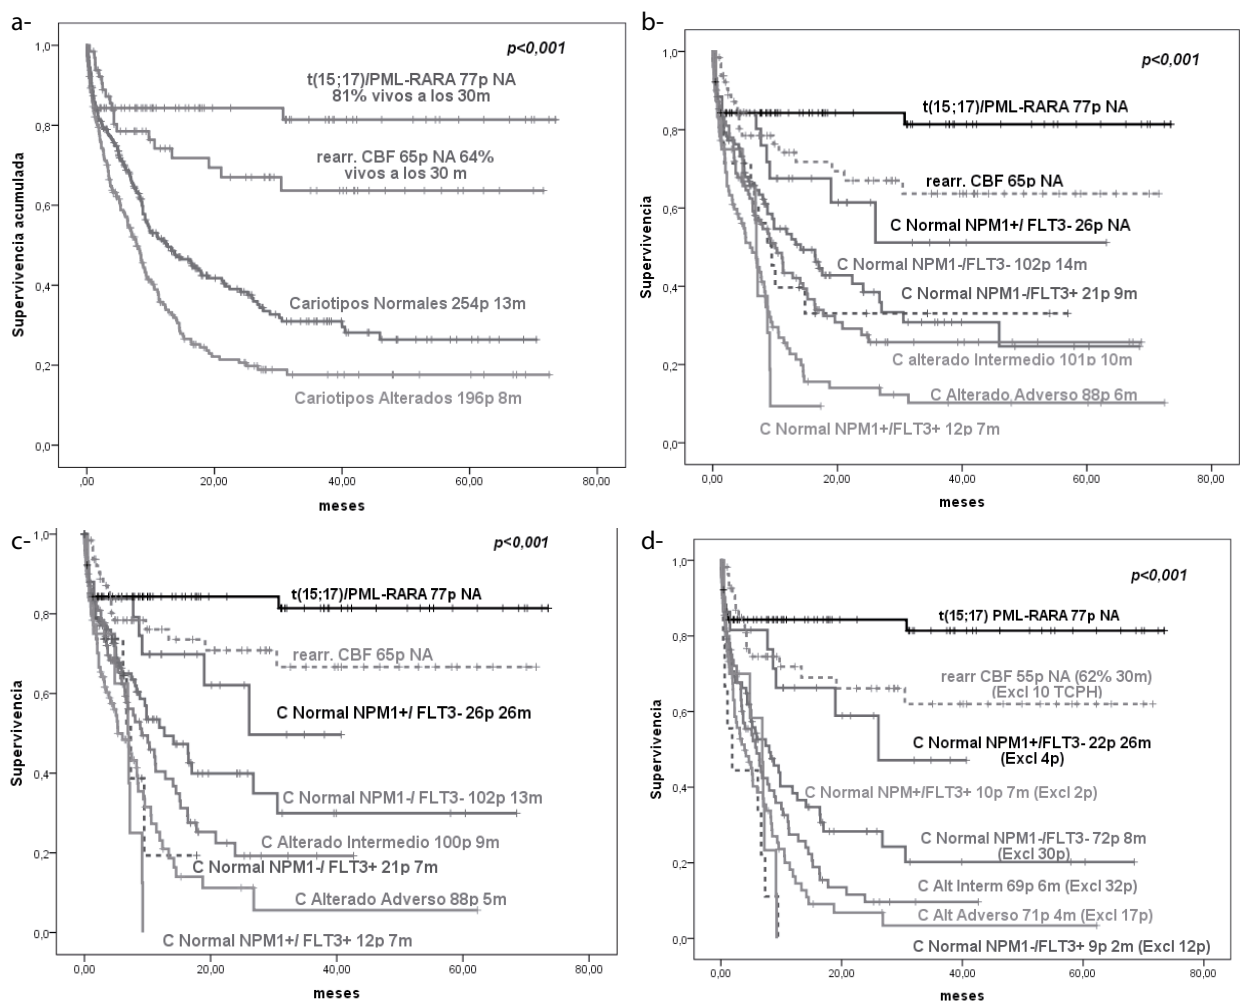 a-
p<0,001
t(15;17)/PML-RARA 77p NA
81% vivos a los 30m
rearr. CBF 65p NA 64%
vivos a los 30 m
Cariotipos Normales 254p 13m
Cariotipos Alterados 196p 8m
Supervivencia acumulada
1,0
0,8
0,6
0,4
0,2
0,0
,00
20,00
40,00
60,00
80,00
meses
b-
p<0,001
t(15;17)/PML-RARA 77p NA
rearr. CBF 65p NA
C Normal NPM1+/ FLT3- 26p NA
C Normal NPM1-/FLT3- 102p 14m
C Normal NPM1-/FLT3+ 21p 9m
C alterado Intermedio 101p 10m
C Alterado Adverso 88p 6m
C Normal NPM1+/FLT3+ 12p 7m
Supervivencia
1,0
0,8
0,6
0,4
0,2
0,0
0,00
20,00
40,00
60,00
80,00
meses
c-
p<0,001
t(15;17)/PML-RARA 77p NA
rearr. CBF 65p NA
C Normal NPM1+/ FLT3- 26p 26m
C Normal NPM1-/ FLT3- 102p 13m
C Alterado Intermedio 100p 9m
C Normal NPM1-/ FLT3+ 21p 7m
C Alterado Adverso 88p 5m
C Normal NPM1+/ FLT3+ 12p 7m
Supervivencia
1,0
0,8
0,6
0,4
0,2
0,0
0,00
20,00
40,00
60,00
80,00
meses
d-
p<0,001
t(15;17) PML-RARA 77p NA
rearr CBF 55p NA (62% 30m)
(Excl 10 TCPH)
C Normal NPM1+/FLT3- 22p 26m
(Excl 4p)
C Normal NPM+/FLT3+ 10p 7m (Excl 2p)
C Normal NPM1-/FLT3- 72p 8m
(Excl 30p)
C Alt Interm 69p 6m (Excl 32p)
C Alt Adverso 71p 4m (Excl 17p)
C Normal NPM1-/FLT3+ 9p 2m (Excl 12p)
Supervivencia
1,0
0,8
0,6
0,4
0,2
0,0
0,00
20,00
40,00
60,00
80,00
meses